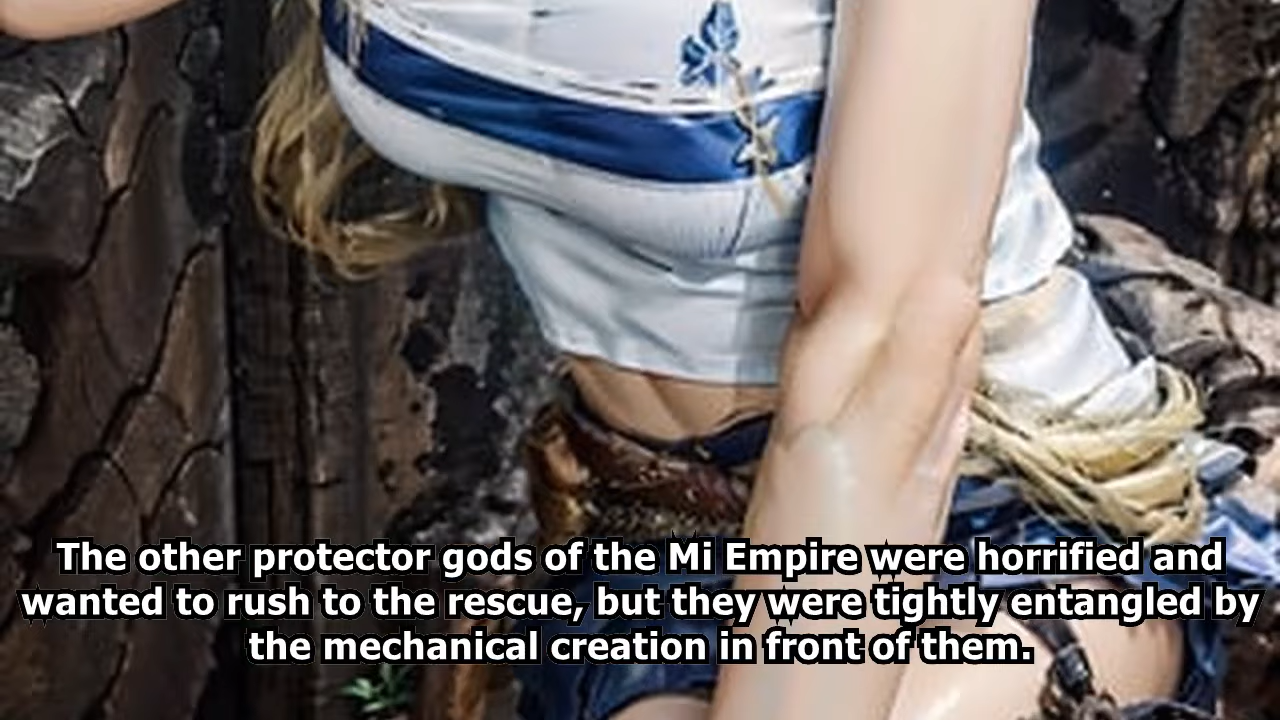 The other protector gods of the Mi Empire were horrified and
wanted to rush to the rescue, but they were tightly entangled by
the mechanical creation in front of them.